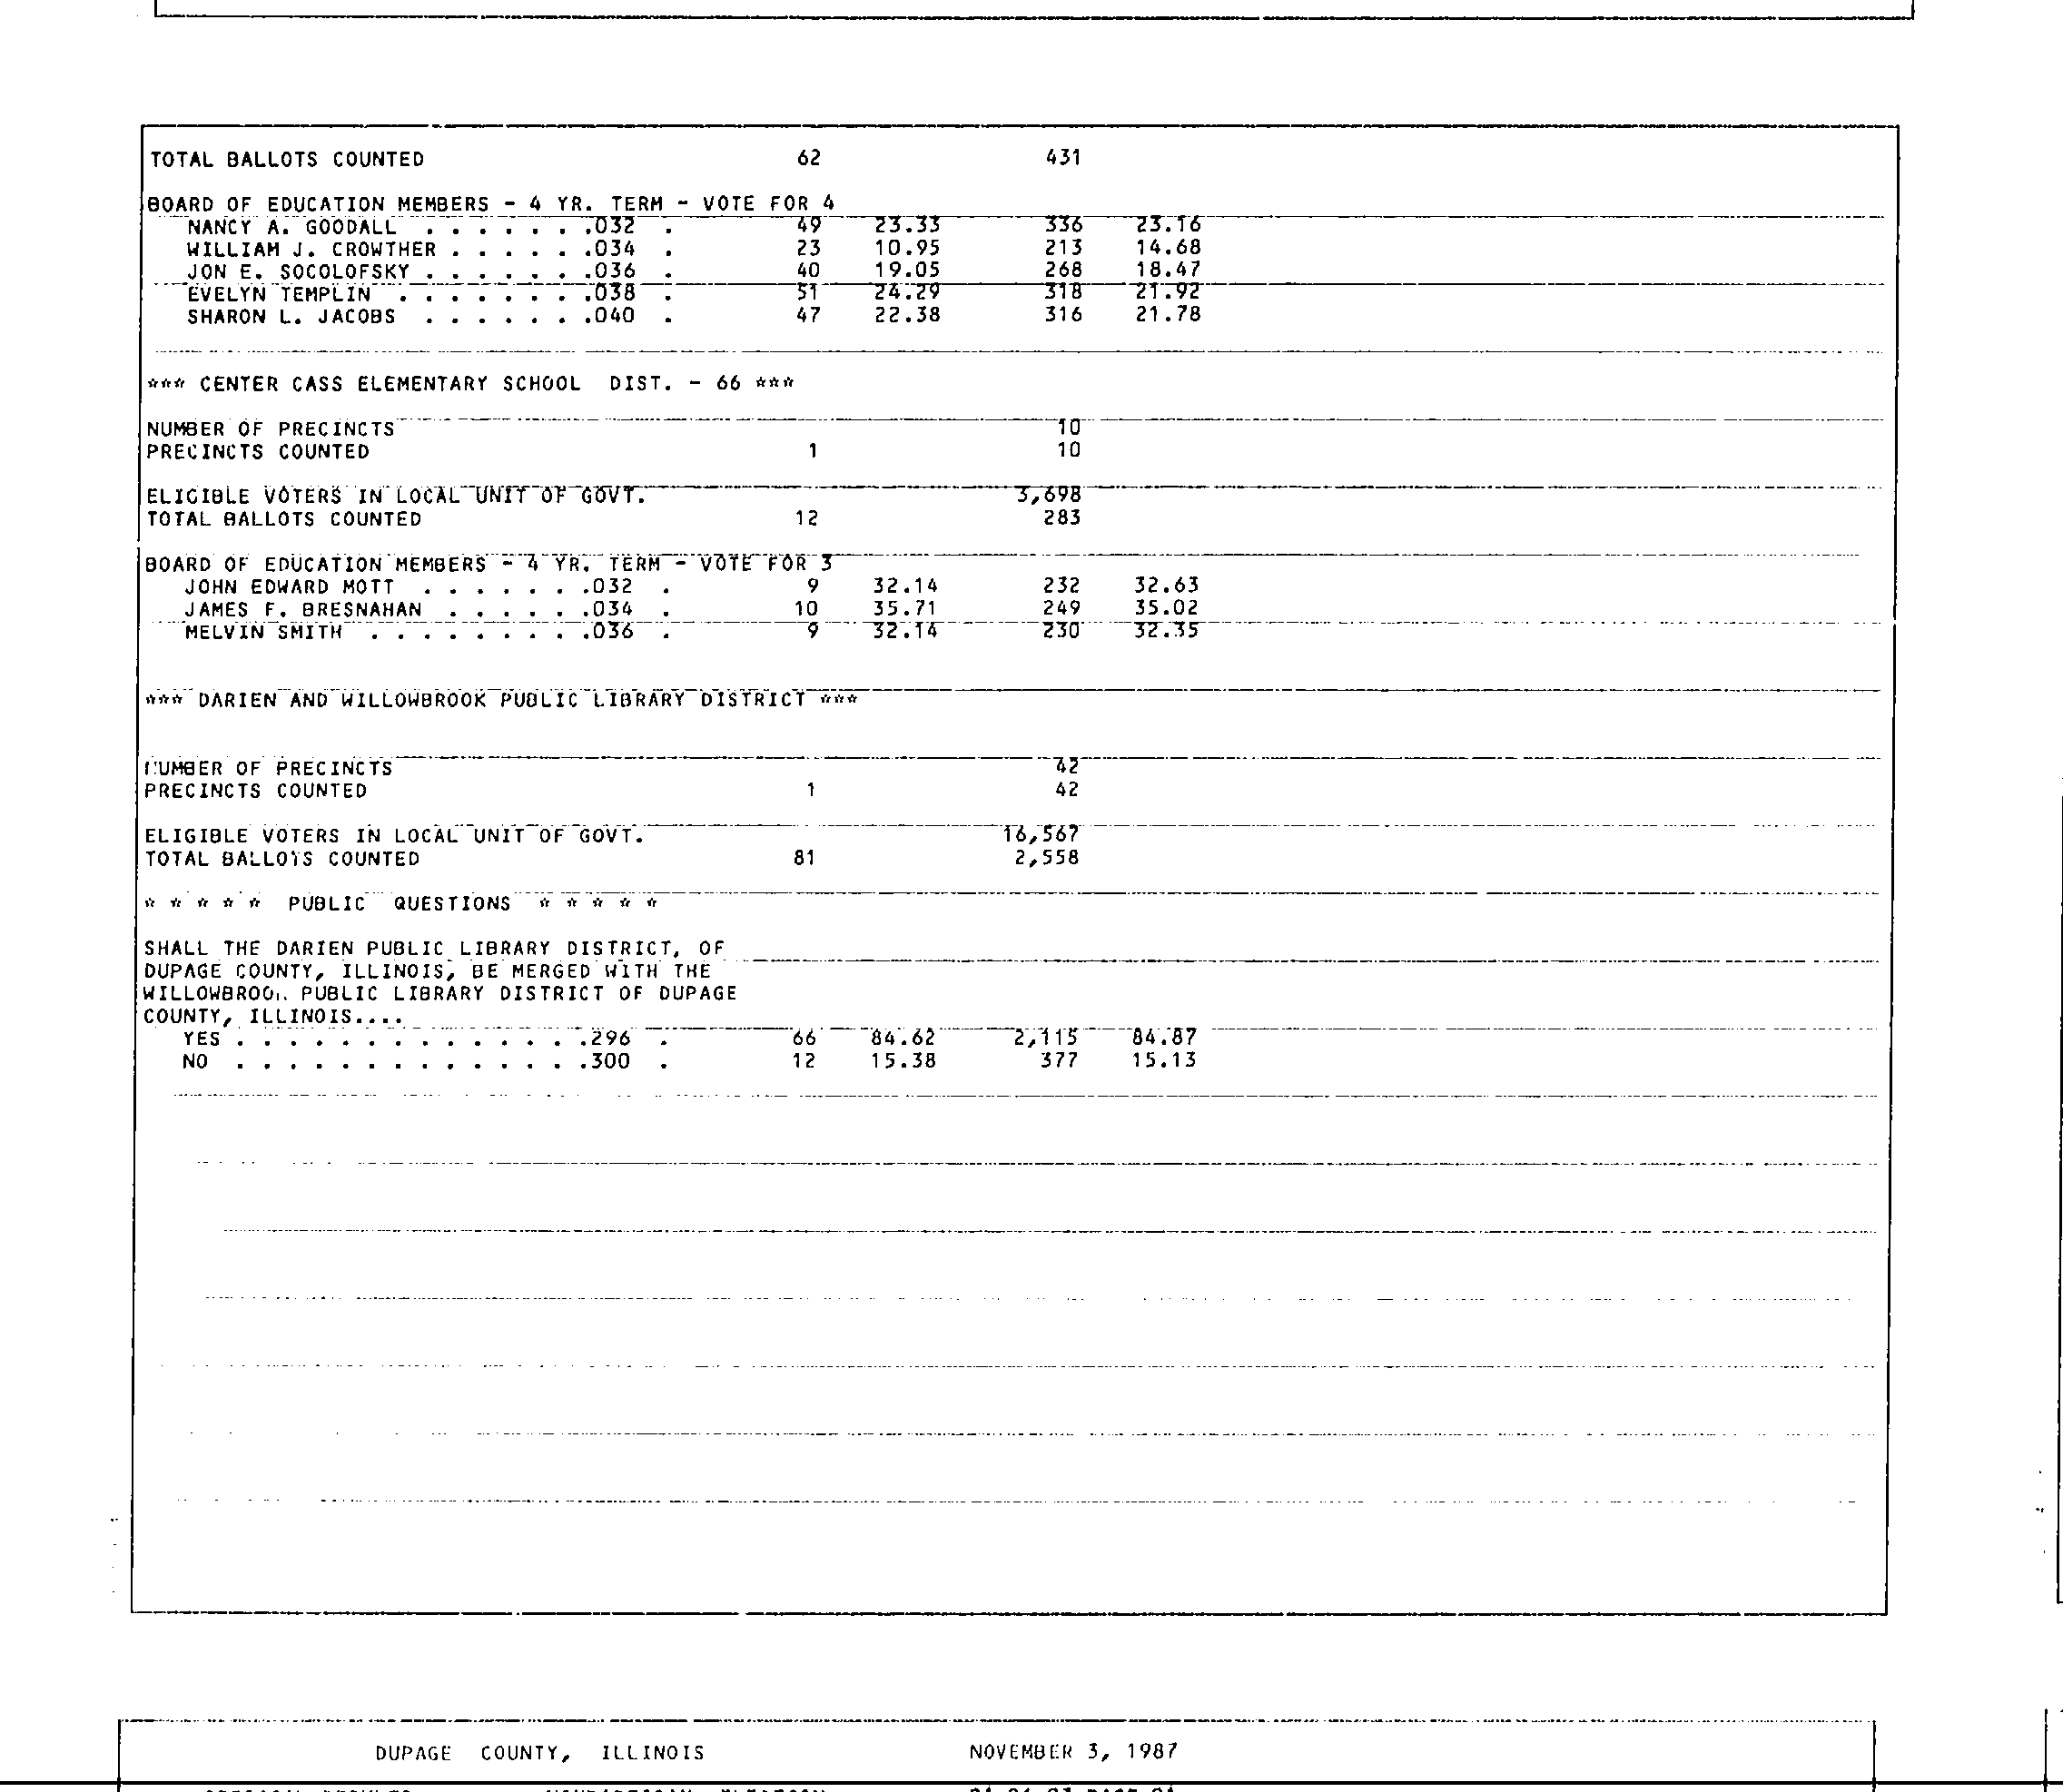 TOTAL BALLOTS COUNTED 62 431
BOARD OF EDUCATION MEMBERS - 4 YR. TERM - VOTE FOR 4
NANCY A. GOODALL . . . . . . .032 . 49 23.33 336 23.16
WILLIAM J. CROWTHER . . . . . .034 . 23 10.95 213 14.68
JON E. SOCOLOFSKY . . . . . . .036 . 40 19.05 268 18.47
EVELYN TEMPLIN . . . . . . . .038 . 51 24.29 318 21.92
SHARON L. JACOBS . . . . . . .040 . 47 22.38 316 21.78
*** CENTER CASS ELEMENTARY SCHOOL DIST. - 66 ***
NUMBER OF PRECINCTS 10
PRECINCTS COUNTED 1 10
ELIGIBLE VOTERS IN LOCAL UNIT OF GOVT. 3,698
TOTAL BALLOTS COUNTED 12 283
BOARD OF EDUCATION MEMBERS - 4 YR. TERM - VOTE FOR 3
JOHN EDWARD MOTT . . . . . . .032 . 9 32.14 232 32.63
JAMES F. BRESNAHAN . . . . . .034 . 10 35.71 249 35.02
MELVIN SMITH . . . . . . . . .036 . 9 32.14 230 32.35
*** DARIEN AND WILLOWBROOK PUBLIC LIBRARY DISTRICT ***
NUMBER OF PRECINCTS 42
PRECINCTS COUNTED 1 42
ELIGIBLE VOTERS IN LOCAL UNIT OF GOVT. 16,567
TOTAL BALLOTS COUNTED 81 2,558
* * * * * PUBLIC QUESTIONS * * * * *
SHALL THE DARIEN PUBLIC LIBRARY DISTRICT, OF
DUPAGE COUNTY, ILLINOIS, BE MERGED WITH THE
WILLOWBROOK PUBLIC LIBRARY DISTRICT OF DUPAGE
COUNTY, ILLINOIS....
YES . . . . . . . . . . . . . .296 . 66 84.62 2,115 84.87
NO . . . . . . . . . . . . . .300 . 12 15.38 377 15.13
DUPAGE COUNTY, ILLINOIS NOVEMBER 3, 1987